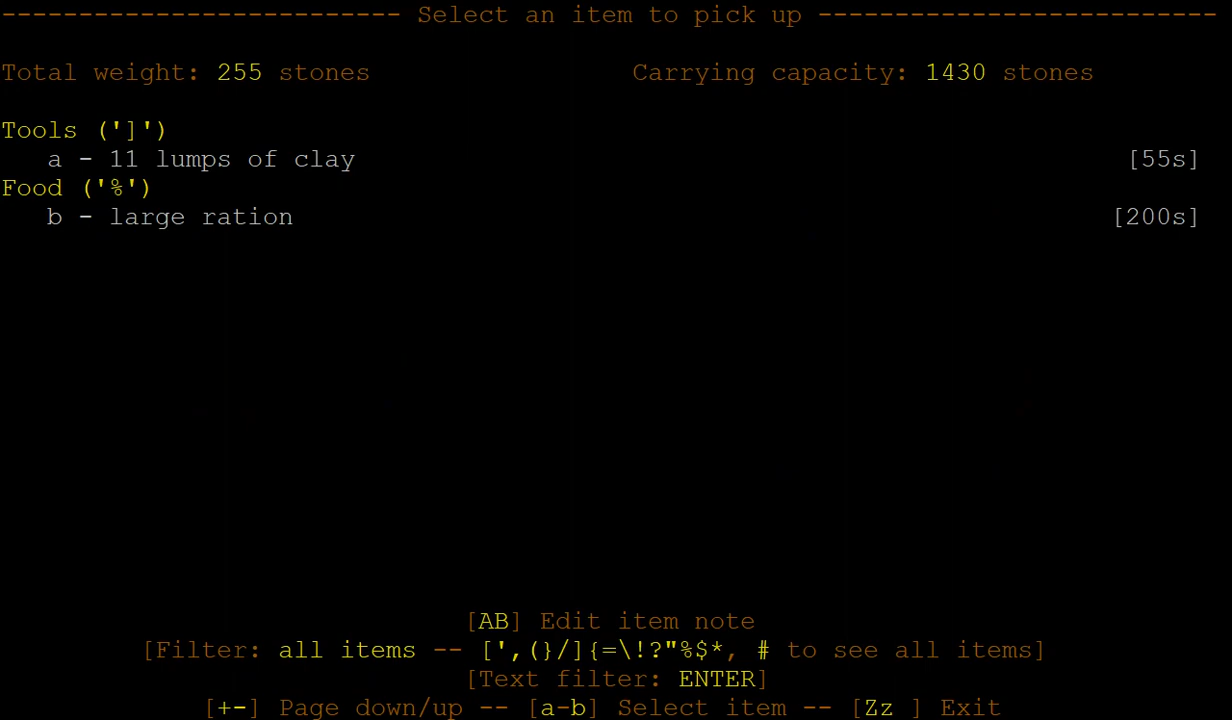 -------------------------- Select an item to pick up --------------------------
Total weight: 255 stones Carrying capacity: 1430 stones
Tools (']')
a - 11 lumps of clay [55s]
Food ('%')
b - large ration [200s]
[AB] Edit item note
[Filter: all items -- [',(}/]{=\!?"%$*, # to see all items]
[Text filter: ENTER]
[+-] Page down/up -- [a-b] Select item -- [Zz ] Exit